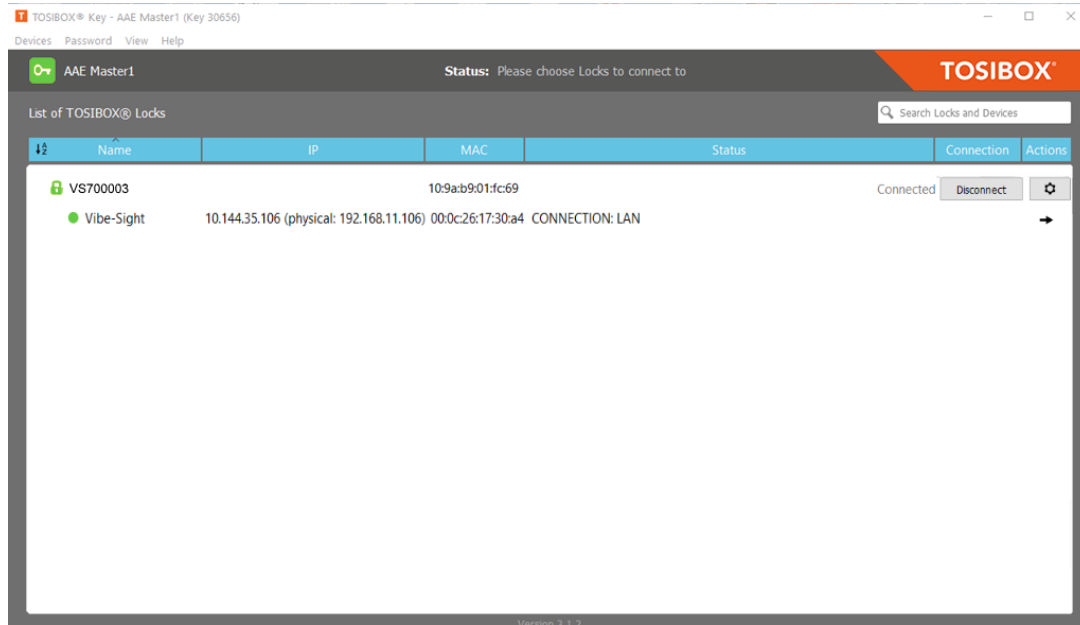 TOSIBOX® Key - AAE Master1 (Key 30656)
Devices Password View Help
AAE Master1 Status: Please choose Locks to connect to TOSIBOX®
List of TOSIBOX® Locks Search Locks and Devices
Name IP MAC Status Connection Actions
VS700003 10:9a:b9:01:fc:69 Connected Disconnect
Vibe-Sight 10.144.35.106 (physical: 192.168.11.106) 00:0c:26:17:30:a4 CONNECTION: LAN
Version